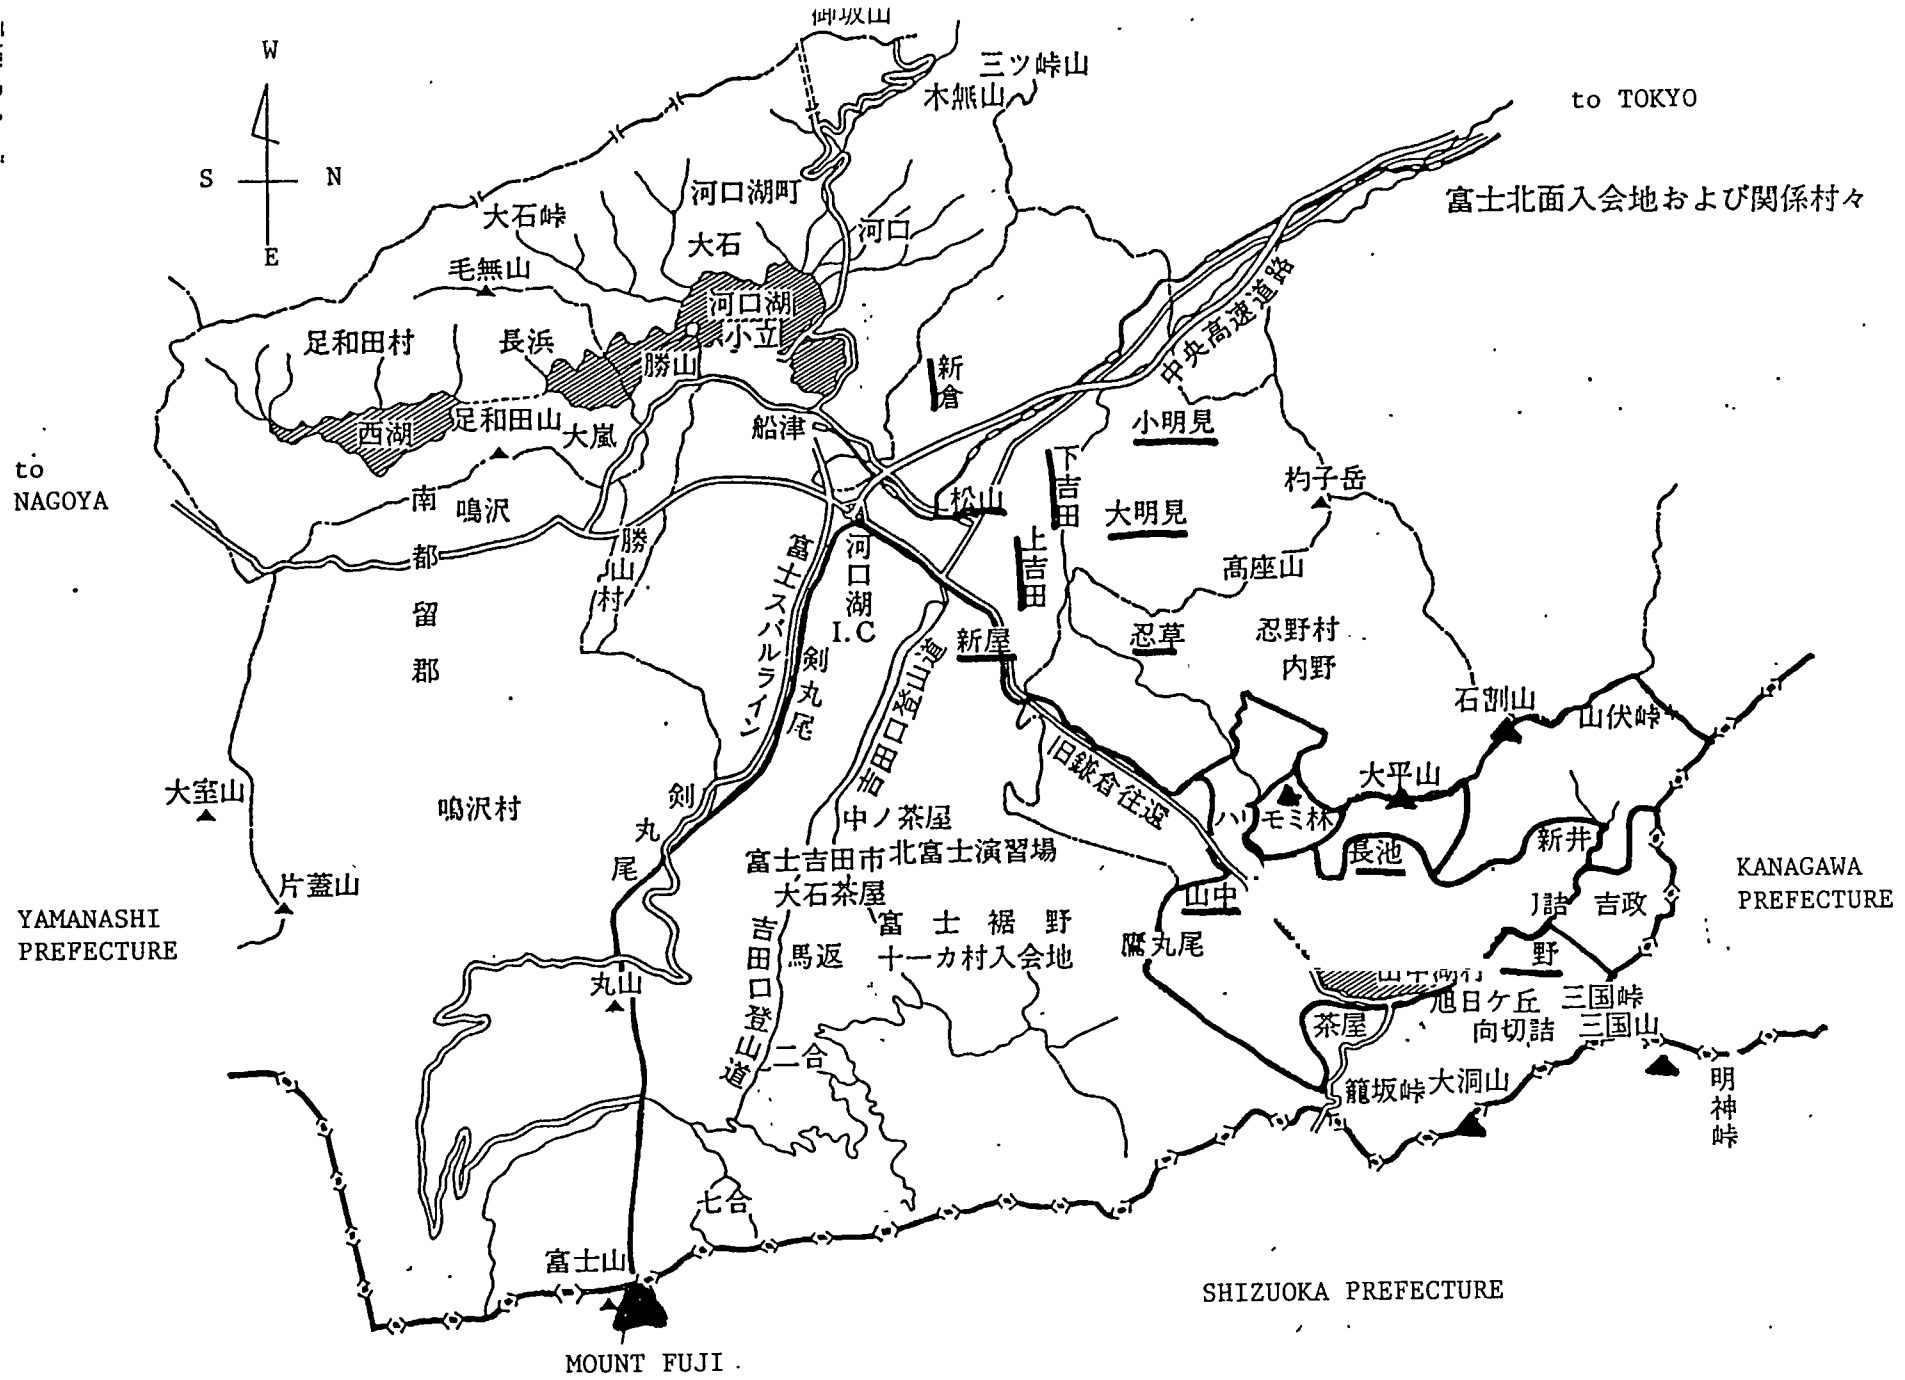 御坂山
W
三ツ峠山
木無山
to TOKYO
S
N
E
河口湖町
富士北面入会地および関係村々
大石峠
大石
河口
毛無山
河口湖
小立
中央高速道路
足和田村
長浜
勝山
新倉
西湖
足和田山
大嵐
船津
小明見
to
NAGOYA
南都留郡
鳴沢
松山
下吉田
大明見
杓子岳
勝山村
富士スバルライン
河口湖
I.C
上吉田
高座山
剣丸尾
吉田口登山道
新屋
忍草
忍野村
内野
石割山
山伏峠
旧鎌倉往還
大室山
鳴沢村
剣丸尾
中ノ茶屋
大平山
ハリモミ林
富士吉田市
北富士演習場
長池
新井
片蓋山
大石茶屋
山中
KANAGAWA
PREFECTURE
YAMANASHI
PREFECTURE
吉田口登山道
馬返
富士裾野
十一カ村入会地
鷹丸尾
詰
吉政
野
丸山
山中湖村
旭日ケ丘
三国峠
茶屋
向切詰
三国山
二合
籠坂峠
大洞山
明神峠
七合
富士山
SHIZUOKA PREFECTURE
MOUNT FUJI